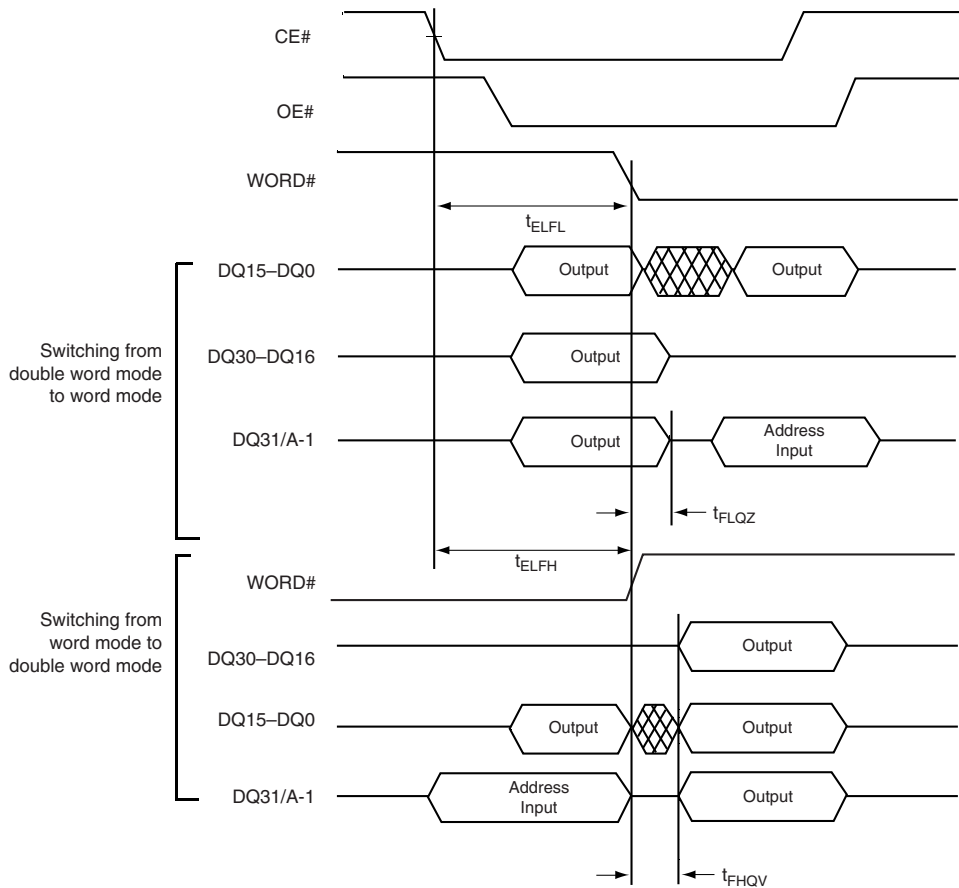 CE#
OE#
WORD#
tELFL
DQ15–DQ0
Output
Output
Switching from
double word mode
to word mode
DQ30–DQ16
Output
DQ31/A-1
Output
Address
Input
tFLQZ
tELFH
WORD#
Switching from
word mode to
double word mode
DQ30–DQ16
Output
DQ15–DQ0
Output
Output
DQ31/A-1
Address
Input
Output
tFHQV